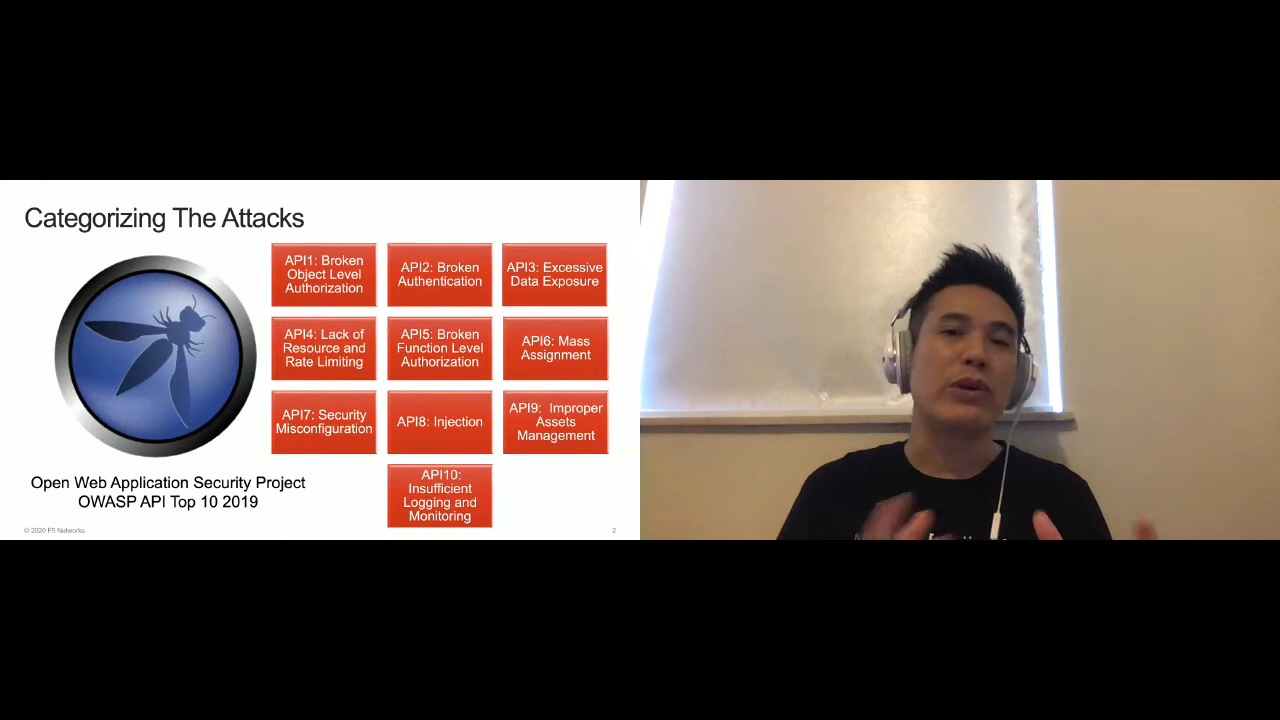 Categorizing The Attacks
API1: Broken
Object Level
Authorization
API2: Broken
Authentication
API3: Excessive
Data Exposure
API4: Lack of
Resource and
Rate Limiting
API5: Broken
Function Level
Authorization
API6: Mass
Assignment
API7: Security
Misconfiguration
API8: Injection
API9:  Improper
Assets
Management
API10:
Insufficient
Logging and
Monitoring
Open Web Application Security Project
OWASP API Top 10 2019
© 2020 F5 Networks
2